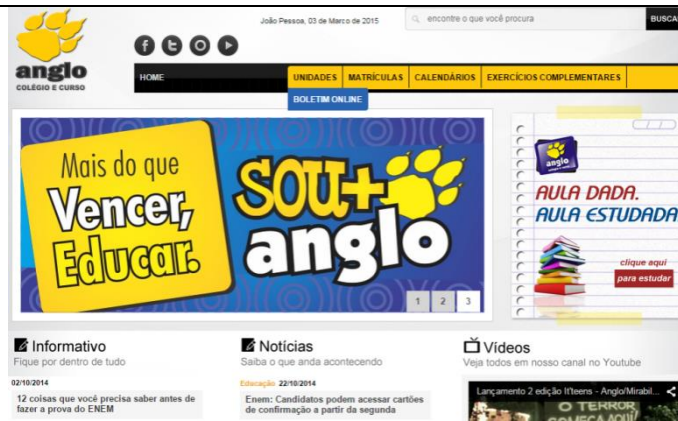 João Pessoa, 03 de Março de 2015
encontre o que você procura
BUSCA
anglo
COLÉGIO E CURSO
HOME
UNIDADES
MATRÍCULAS
CALENDÁRIOS
EXERCÍCIOS COMPLEMENTARES
BOLETIM ONLINE
Mais do que
Vencer,
Educar.
SOU+
anglo
1 2 3
anglo
AULA DADA.
AULA ESTUDADA
clique aqui
para estudar
Informativo
Fique por dentro de tudo
02/10/2014
12 coisas que você precisa saber antes de
fazer a prova do ENEM
Notícias
Saiba o que anda acontecendo
Educação 22/10/2014
Enem: Candidatos podem acessar cartões
de confirmação a partir da segunda
Vídeos
Veja todos em nosso canal no Youtube
Lançamento 2 edição It'teens - Anglo/Mirabil...
O TERROR
COMEÇA AQUI